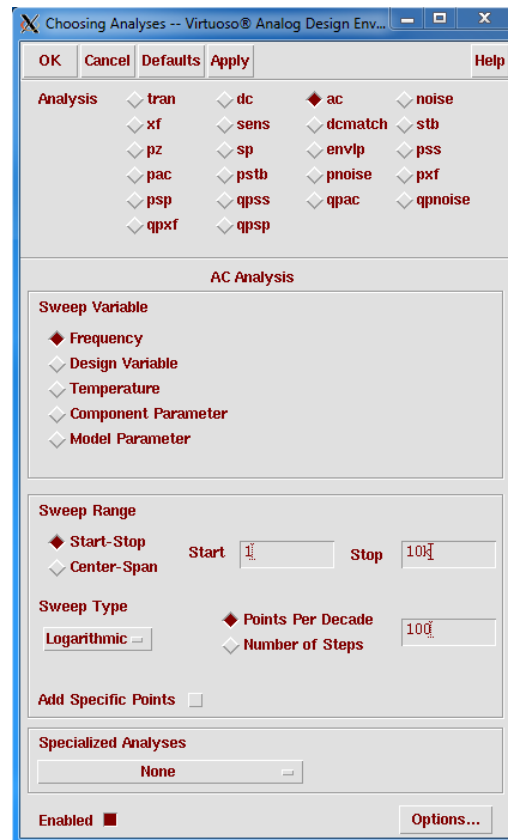 Choosing Analyses -- Virtuoso® Analog Design Env...
OK Cancel Defaults Apply Help
Analysis tran dc ac noise
xf sens dcmatch stb
pz sp envlp pss
pac pstb pnoise pxf
psp qpss qpac qpnoise
qpxf qpsp
AC Analysis
Sweep Variable
Frequency
Design Variable
Temperature
Component Parameter
Model Parameter
Sweep Range
Start-Stop Start 1 Stop 10k
Center-Span
Sweep Type
Points Per Decade 100
Logarithmic
Number of Steps
Add Specific Points
Specialized Analyses
None
Enabled Options...